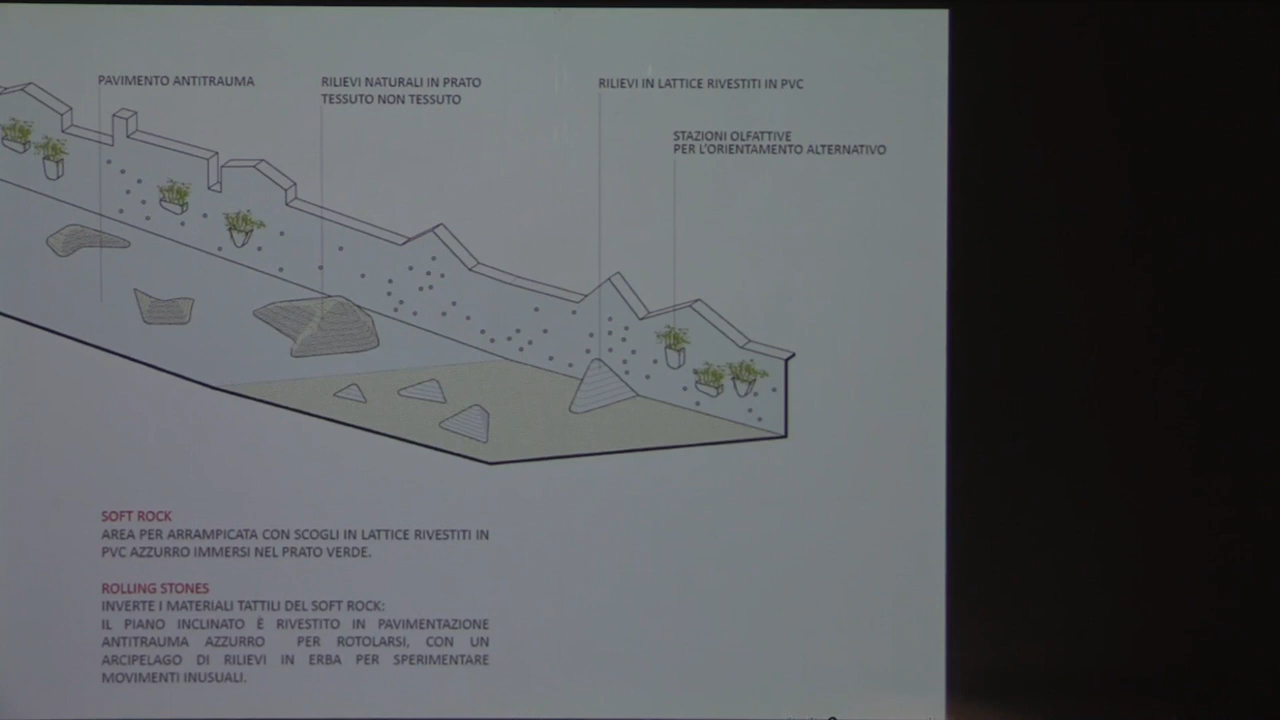 PAVIMENTO ANTITRAUMA
RILIEVI NATURALI IN PRATO
TESSUTO NON TESSUTO
RILIEVI IN LATTICE RIVESTITI IN PVC
STAZIONI OLFATTIVE
PER L'ORIENTAMENTO ALTERNATIVO
SOFT ROCK
AREA PER ARRAMPICATA CON SCOGLI IN LATTICE RIVESTITI IN
PVC AZZURRO IMMERSI NEL PRATO VERDE.
ROLLING STONES
INVERTE I MATERIALI TATTILI DEL SOFT ROCK:
IL PIANO INCLINATO È RIVESTITO IN PAVIMENTAZIONE
ANTITRAUMA AZZURRO PER ROTOLARSI, CON UN
ARCIPELAGO DI RILIEVI IN ERBA PER SPERIMENTARE
MOVIMENTI INUSUALI.